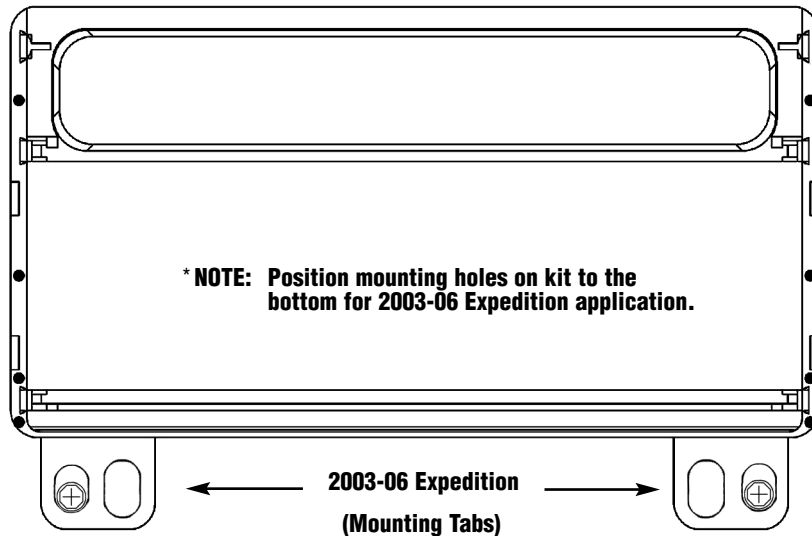 * NOTE: Position mounting holes on kit to the
bottom for 2003-06 Expedition application.
2003-06 Expedition
(Mounting Tabs)